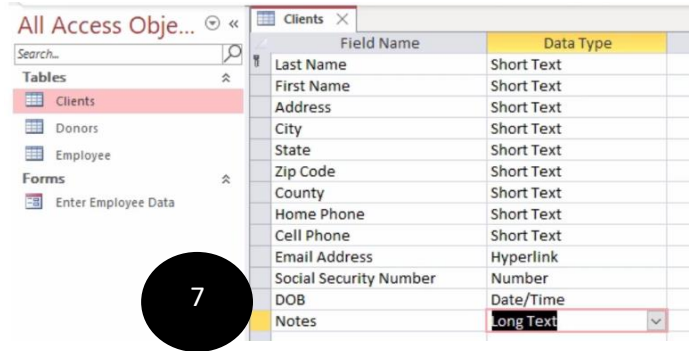 All Access Obje...
Search...
Tables
Clients
Donors
Employee
Forms
Enter Employee Data
7
Clients
Field Name Data Type
Last Name Short Text
First Name Short Text
Address Short Text
City Short Text
State Short Text
Zip Code Short Text
County Short Text
Home Phone Short Text
Cell Phone Short Text
Email Address Hyperlink
Social Security Number Number
DOB Date/Time
Notes Long Text